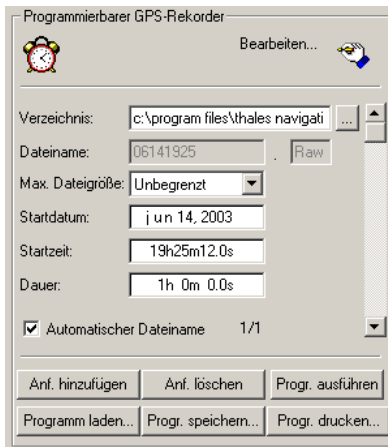 Programmierbarer GPS-Rekorder
Bearbeiten...
Verzeichnis: c:\program files\thales navigati ...
Dateiname: 06141925 . Raw
Max. Dateigröße: Unbegrenzt
Startdatum: jun 14, 2003
Startzeit: 19h25m12.0s
Dauer: 1h 0m 0.0s
Automatischer Dateiname 1/1
Anf. hinzufügen Anf. löschen Progr. ausführen
Programm laden... Progr. speichern... Progr. drucken...